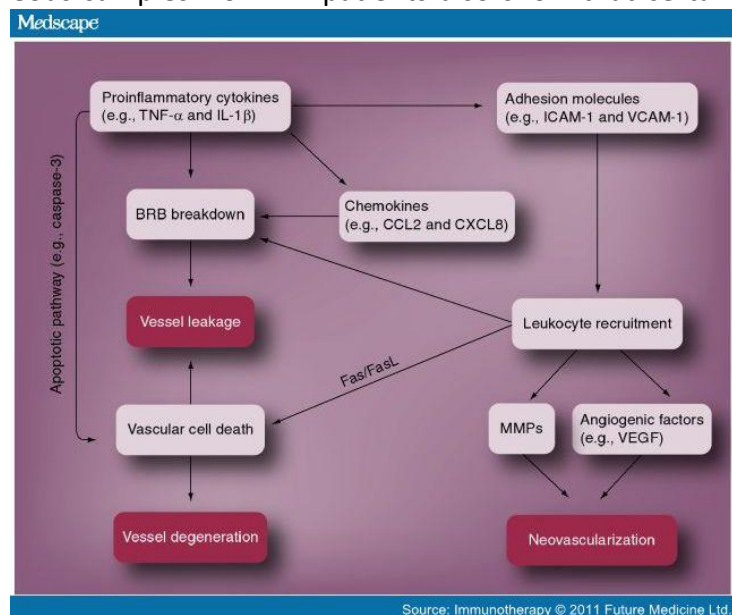 Medscape
Proinflammatory cytokines
(e.g., TNF-α and IL-1β)
Adhesion molecules
(e.g., ICAM-1 and VCAM-1)
Apoptotic pathway (e.g., caspase-3)
BRB breakdown
Chemokines
(e.g., CCL2 and CXCL8)
Vessel leakage
Leukocyte recruitment
Fas/FasL
Vascular cell death
MMPs
Angiogenic factors
(e.g., VEGF)
Vessel degeneration
Neovascularization
Source: Immunotherapy © 2011 Future Medicine Ltd.